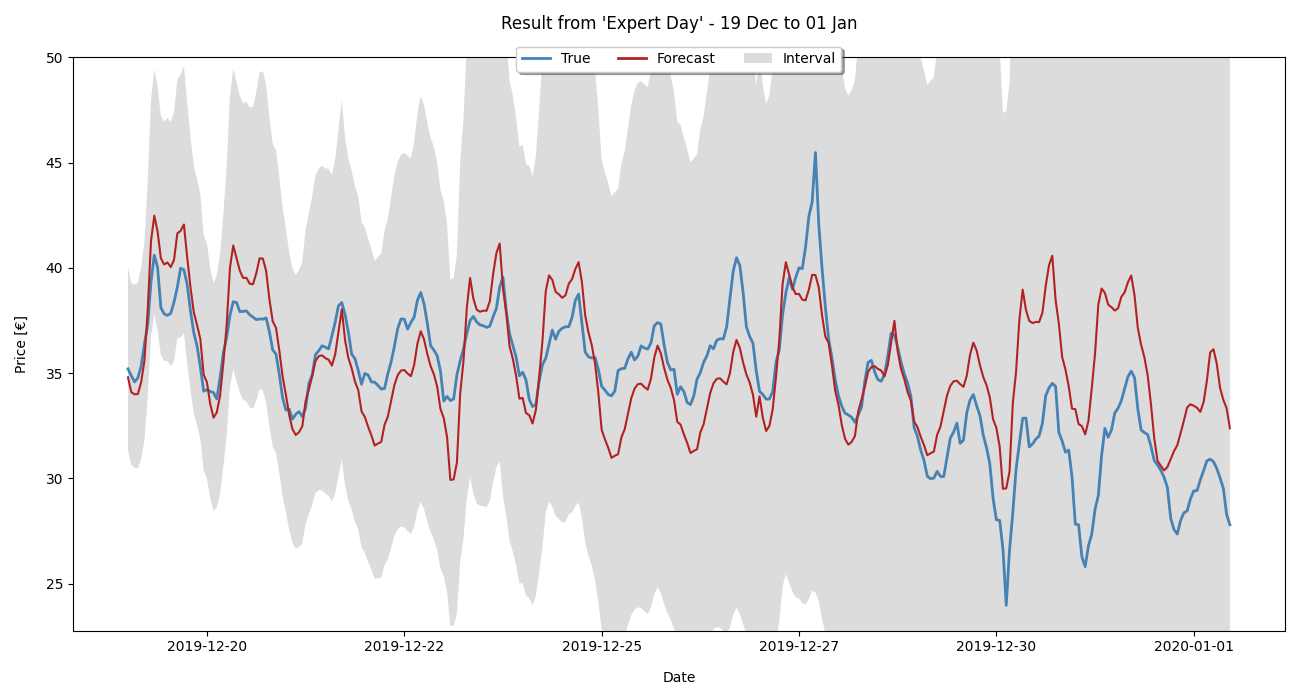 Result from 'Expert Day' - 19 Dec to 01 Jan
True Forecast Interval
50
45
40
35
30
25
Price [€]
2019-12-20 2019-12-22 2019-12-25 2019-12-27 2019-12-30 2020-01-01
Date